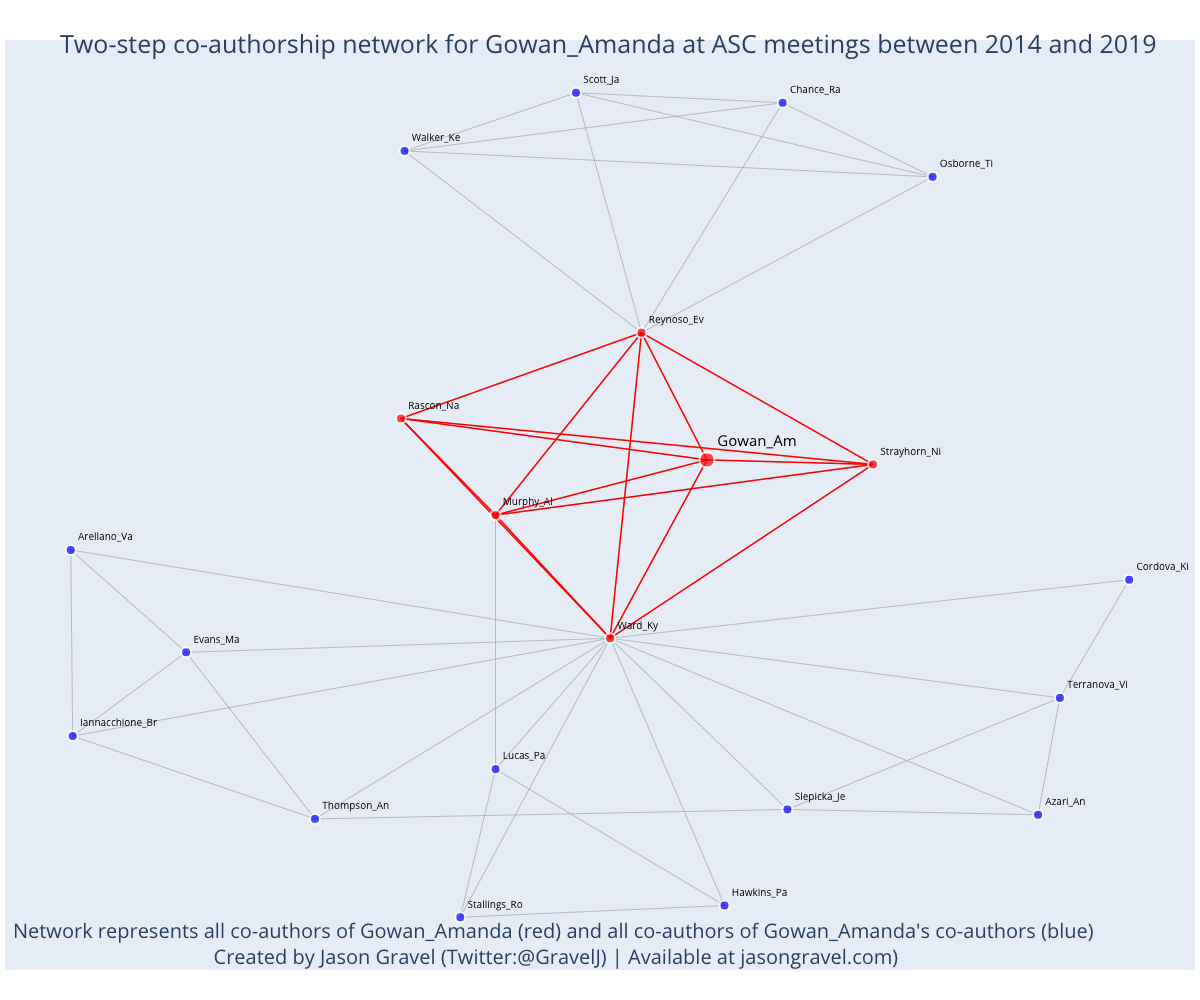 Two-step co-authorship network for Gowan_Amanda at ASC meetings between 2014 and 2019
Scott_Ja
Chance_Ra
Walker_Ke
Osborne_Ti
Reynoso_Ev
Rascon_Na
Gowan_Am
Strayhorn_Ni
Murphy_Al
Arellano_Va
Cordova_Ki
Ward_Ky
Evans_Ma
Terranova_Vi
Iannacchione_Br
Lucas_Pa
Slepicka_Je
Azari_An
Thompson_An
Hawkins_Pa
Stallings_Ro
Network represents all co-authors of Gowan_Amanda (red) and all co-authors of Gowan_Amanda's co-authors (blue)
Created by Jason Gravel (Twitter:@GravelJ) | Available at jasongravel.com)